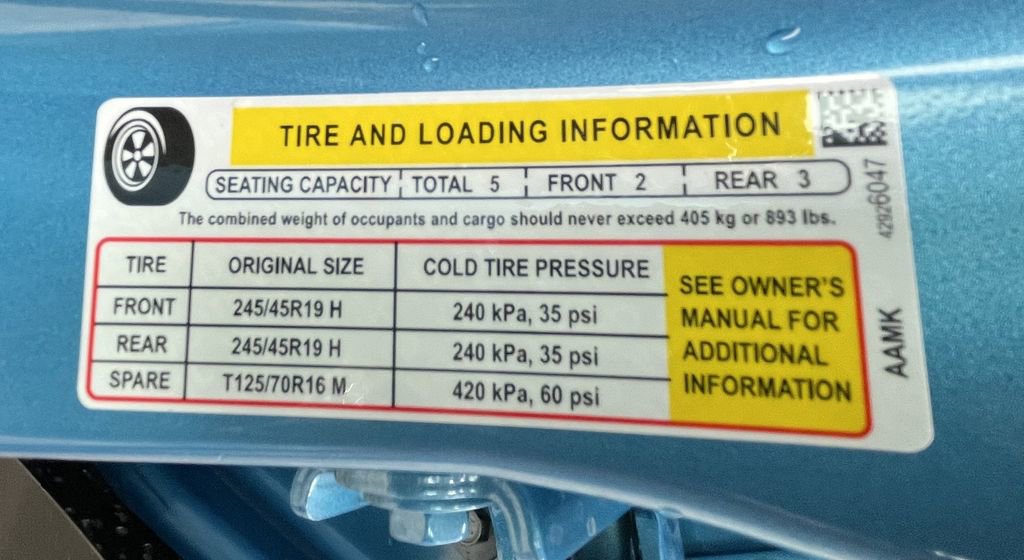 TIRE AND LOADING INFORMATION
SEATING CAPACITY TOTAL 5 FRONT 2 REAR 3
The combined weight of occupants and cargo should never exceed 405 kg or 893 lbs.
TIRE ORIGINAL SIZE COLD TIRE PRESSURE
FRONT 245/45R19 H 240 kPa, 35 psi
REAR 245/45R19 H 240 kPa, 35 psi
SPARE T125/70R16 M 420 kPa, 60 psi
SEE OWNER'S
MANUAL FOR
ADDITIONAL
INFORMATION
42926047
AAMK